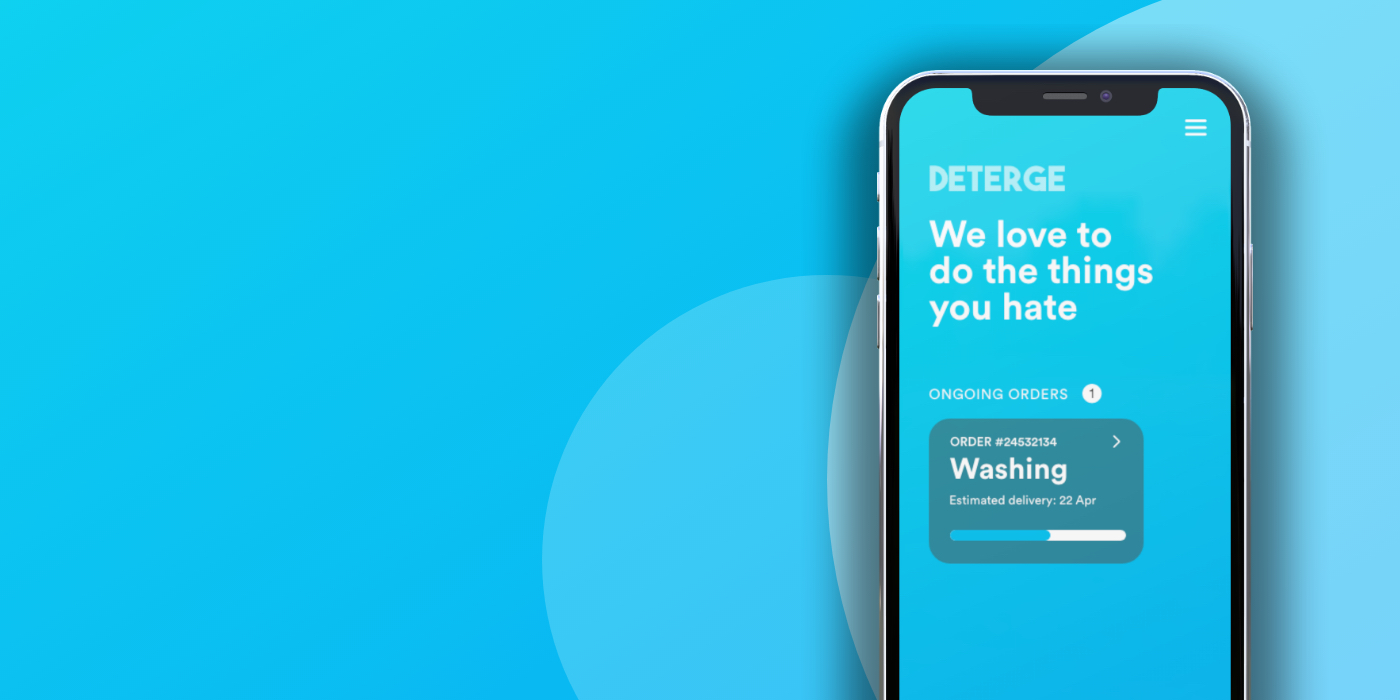 DETERGE
We love to
do the things
you hate
ONGOING ORDERS 1
ORDER #24532134
Washing
Estimated delivery: 22 Apr